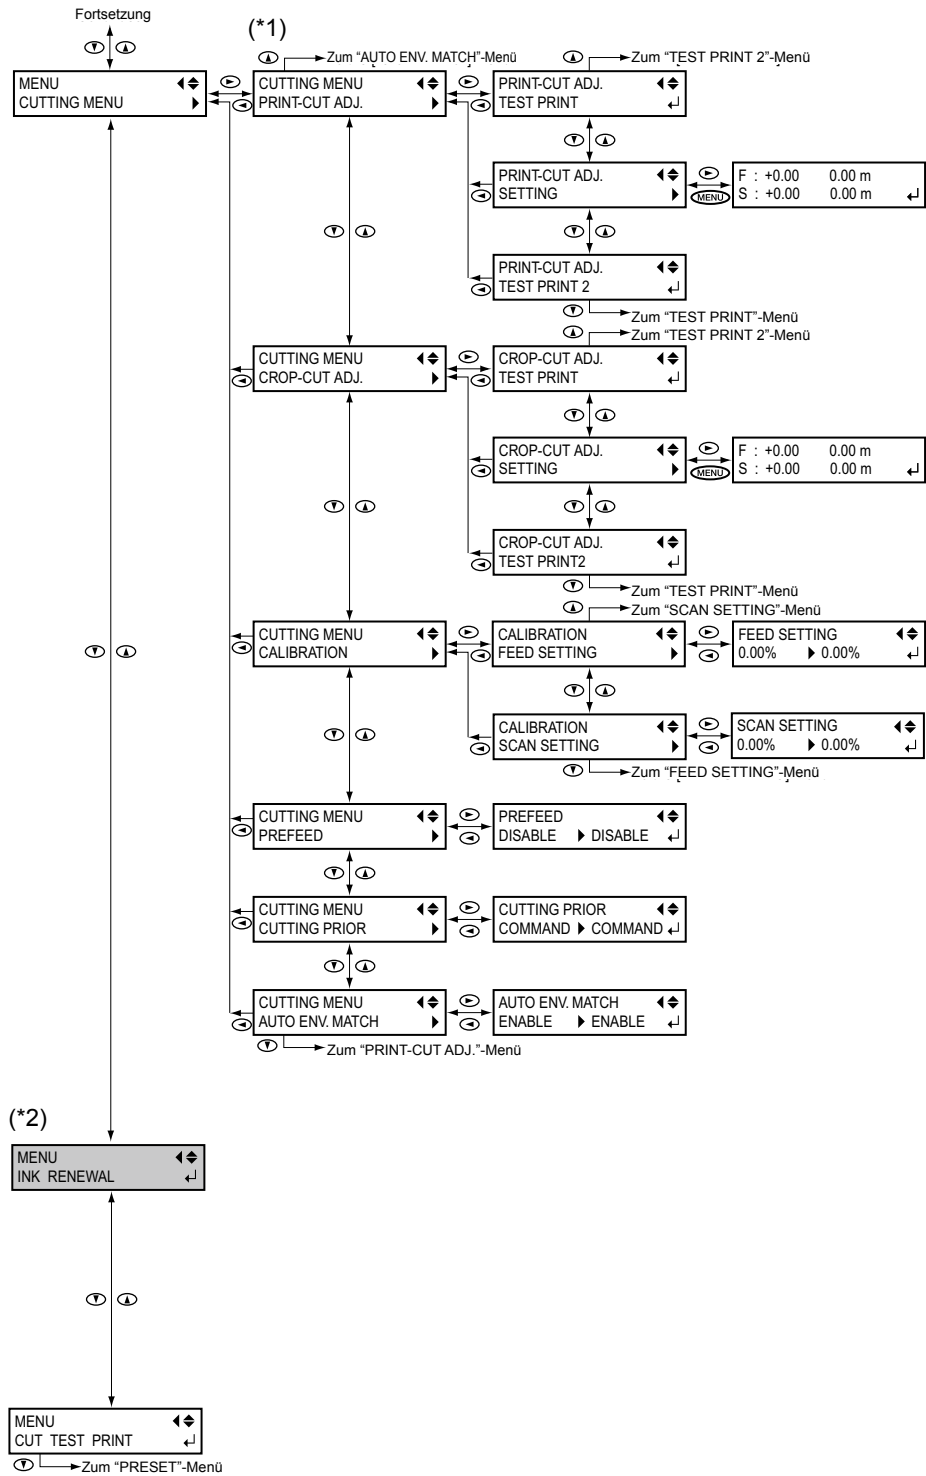 Fortsetzung
(*1)
Zum “AUTO ENV. MATCH”-Menü
Zum “TEST PRINT 2”-Menü
MENU
CUTTING MENU
CUTTING MENU
PRINT-CUT ADJ.
PRINT-CUT ADJ.
TEST PRINT
PRINT-CUT ADJ.
SETTING
MENU
F : +0.00 0.00 m
S : +0.00 0.00 m
PRINT-CUT ADJ.
TEST PRINT 2
Zum “TEST PRINT”-Menü
Zum “TEST PRINT 2”-Menü
CUTTING MENU
CROP-CUT ADJ.
CROP-CUT ADJ.
TEST PRINT
CROP-CUT ADJ.
SETTING
MENU
F : +0.00 0.00 m
S : +0.00 0.00 m
CROP-CUT ADJ.
TEST PRINT2
Zum “TEST PRINT”-Menü
Zum “SCAN SETTING”-Menü
CUTTING MENU
CALIBRATION
CALIBRATION
FEED SETTING
FEED SETTING
0.00% 0.00%
CALIBRATION
SCAN SETTING
SCAN SETTING
0.00% 0.00%
Zum “FEED SETTING”-Menü
CUTTING MENU
PREFEED
PREFEED
DISABLE DISABLE
CUTTING MENU
CUTTING PRIOR
CUTTING PRIOR
COMMAND COMMAND
CUTTING MENU
AUTO ENV. MATCH
AUTO ENV. MATCH
ENABLE ENABLE
Zum “PRINT-CUT ADJ.”-Menü
(*2)
MENU
INK RENEWAL
MENU
CUT TEST PRINT
Zum “PRESET”-Menü